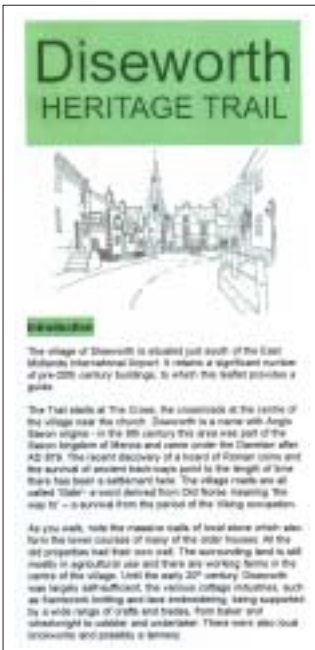 Diseworth
HERITAGE TRAIL
Introduction
The village of Diseworth is situated just south of the East
Midlands International Airport. It retains a significant number
of pre-20th century buildings, to which this leaflet provides a
guide.
The Trail starts at The Cross, the crossroads at the centre of
the village near the church. Diseworth is a name with Anglo
Saxon origins - in the 9th century this area was part of the
Saxon kingdom of Mercia and came under the Danelaw after
AD 879. The recent discovery of a hoard of Roman coins and
the survival of ancient track-ways point to the length of time
there has been a settlement here. The village roads are all
called 'Gate' - a word derived from Old Norse meaning 'the
way to' – a survival from the period of the Viking occupation.
As you walk, note the massive walls of local stone which also
form the lower courses of many of the older houses. All the
old properties had their own well. The surrounding land is still
mostly in agricultural use and there are working farms in the
centre of the village. Until the early 20th century, Diseworth
was largely self-sufficient, the various cottage industries, such
as framework knitting and lace embroidering, being supported
by a wide range of crafts and trades, from baker and
wheelwright to cobbler and undertaker. There were also local
brickworks and possibly a tannery.